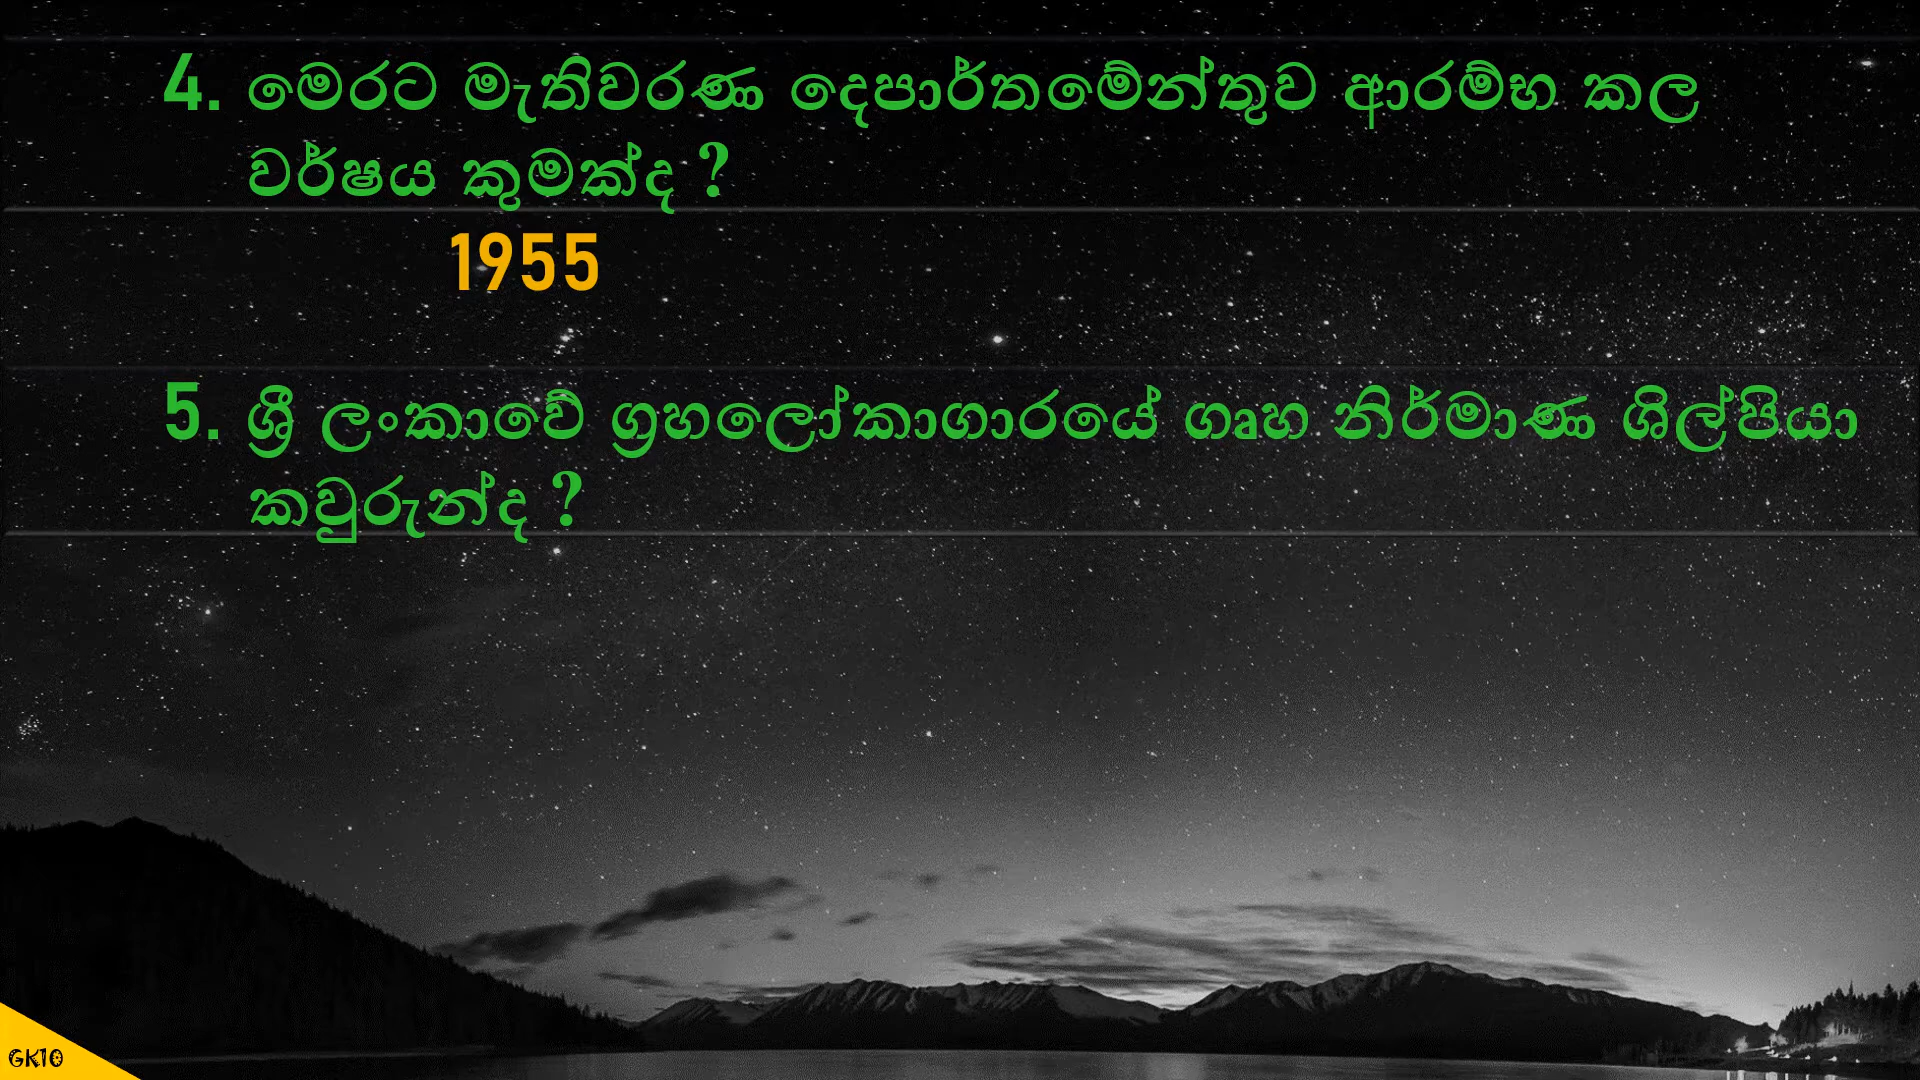 4. මෙරට මැතිවරණ දෙපාර්තමේන්තුව ආරම්භ කල
වර්ෂය කුමක්ද ?
1955
5. ශ්‍රී ලංකාවේ ග්‍රහලෝකාගාරයේ ගෘහ නිර්මාණ ශිල්පියා
කවුරුන්ද ?
GK10